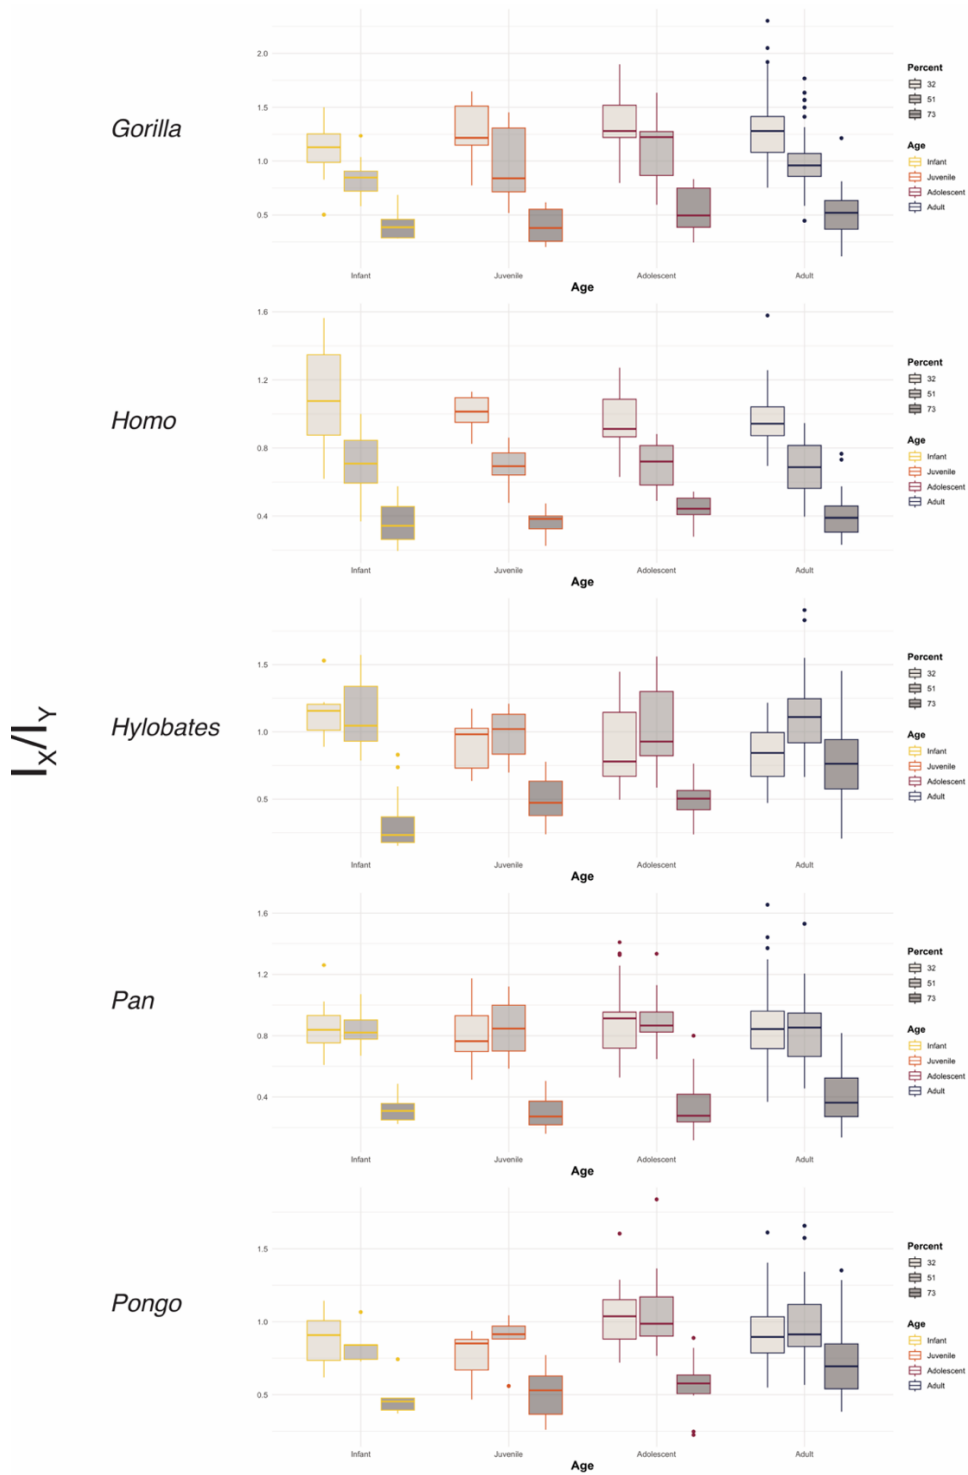 Gorilla
2.0
1.5
1.0
0.5
Infant
Juvenile
Adolescent
Adult
Age
Percent
32
51
73
Age
Infant
Juvenile
Adolescent
Adult
Homo
1.6
1.2
0.8
0.4
Infant
Juvenile
Adolescent
Adult
Age
Percent
32
51
73
Age
Infant
Juvenile
Adolescent
Adult
IX/IY
Hylobates
1.5
1.0
0.5
Infant
Juvenile
Adolescent
Adult
Age
Percent
32
51
73
Age
Infant
Juvenile
Adolescent
Adult
Pan
1.6
1.2
0.8
0.4
Infant
Juvenile
Adolescent
Adult
Age
Percent
32
51
73
Age
Infant
Juvenile
Adolescent
Adult
Pongo
1.5
1.0
0.5
Infant
Juvenile
Adolescent
Adult
Age
Percent
32
51
73
Age
Infant
Juvenile
Adolescent
Adult